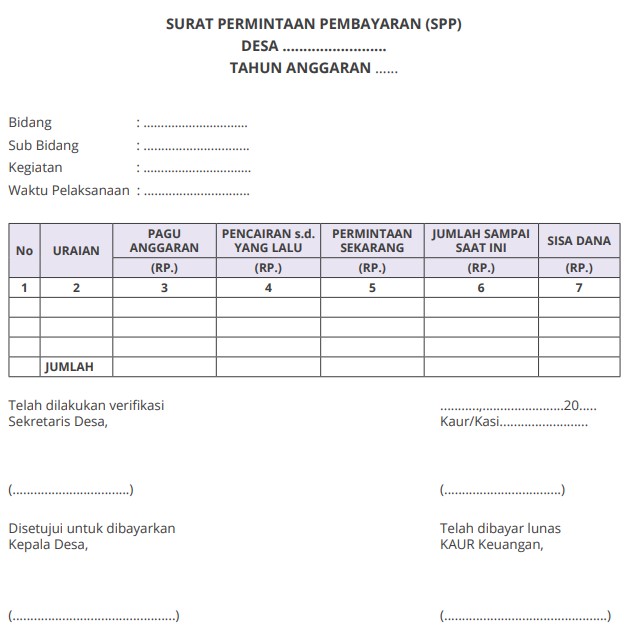 SURAT PERMINTAAN PEMBAYARAN (SPP)
DESA .........................
TAHUN ANGGARAN ......
Bidang : .............................
Sub Bidang : ..............................
Kegiatan : ..............................
Waktu Pelaksanaan : ..............................
No URAIAN PAGU ANGGARAN PENCAIRAN s.d. YANG LALU PERMINTAAN SEKARANG JUMLAH SAMPAI SAAT INI SISA DANA
(RP.) (RP.) (RP.) (RP.) (RP.)
1 2 3 4 5 6 7
JUMLAH
Telah dilakukan verifikasi
Sekretaris Desa,
...........,.......................20.....
Kaur/Kasi.........................
(.................................)
(.................................)
Disetujui untuk dibayarkan
Kepala Desa,
Telah dibayar lunas
KAUR Keuangan,
(..............................................)
(..............................................)